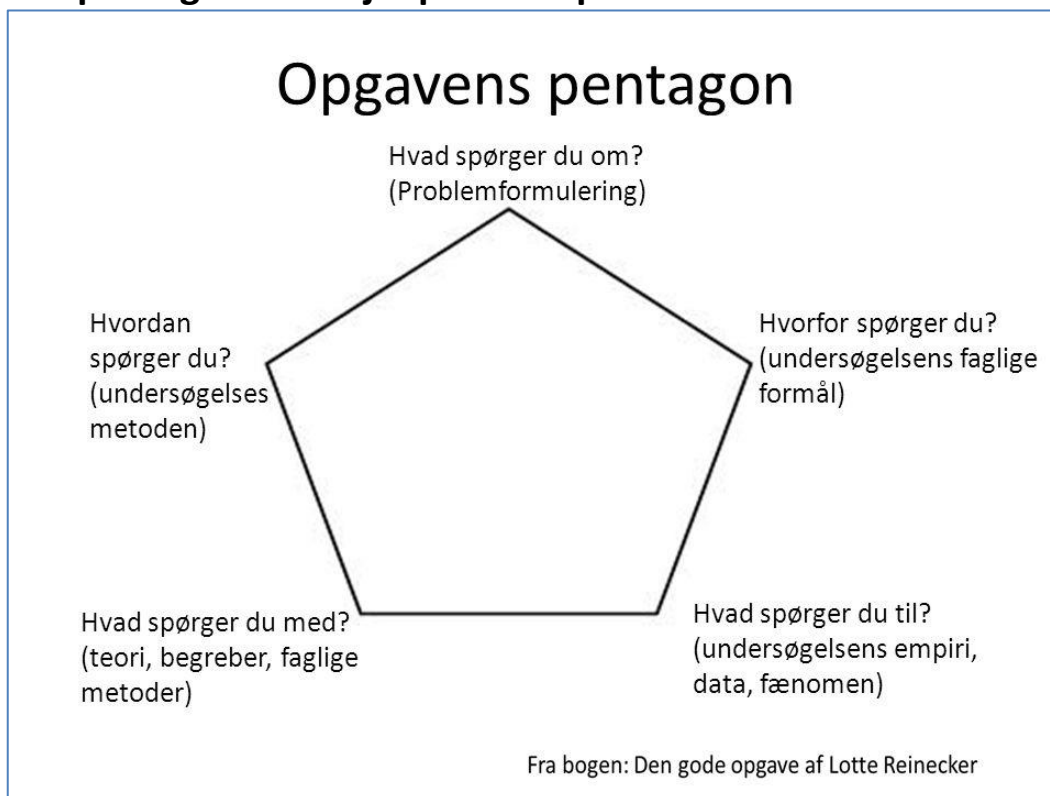 Opgavens pentagon
Hvad spørger du om?
(Problemformulering)
Hvordan
spørger du?
(undersøgelses
metoden)
Hvorfor spørger du?
(undersøgelsens faglige
formål)
Hvad spørger du med?
(teori, begreber, faglige
metoder)
Hvad spørger du til?
(undersøgelsens empiri,
data, fænomen)
Fra bogen: Den gode opgave af Lotte Reinecker